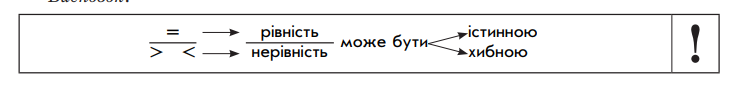 Висновок.
= рівність може бути істинною
> < нерівність хибною
!